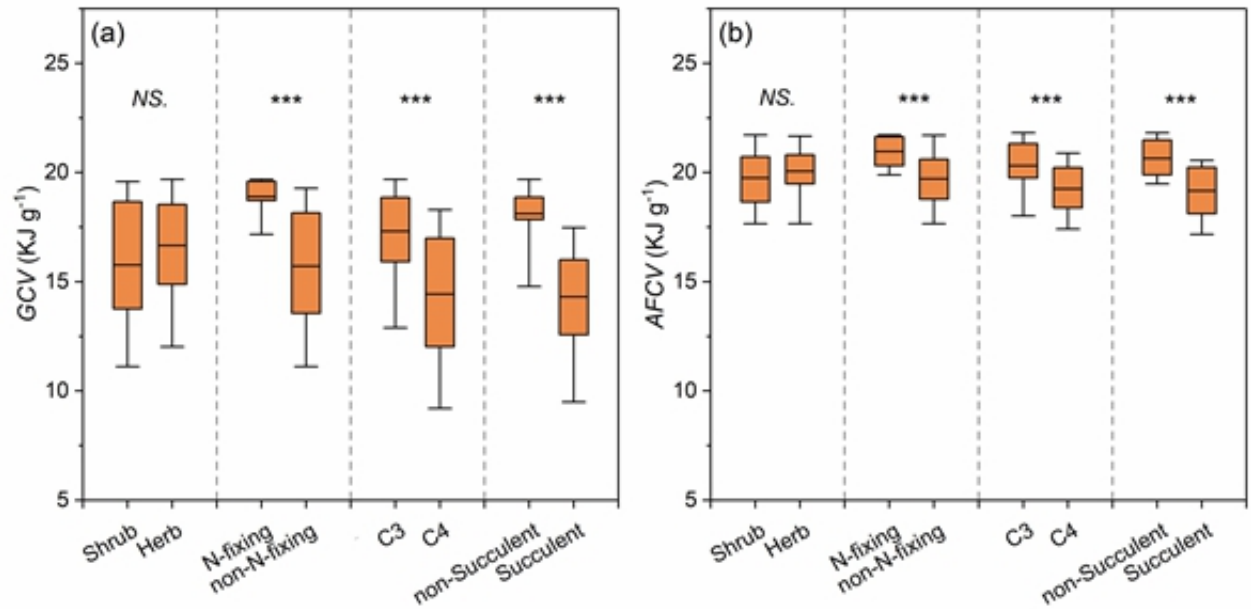 (a)
25
20
15
10
5
GCV (KJ g⁻¹)
NS.
***
***
***
Shrub
Herb
N-fixing
non-N-fixing
C3
C4
non-Succulent
Succulent
(b)
25
20
15
10
5
AFCV (KJ g⁻¹)
NS.
***
***
***
Shrub
Herb
N-fixing
non-N-fixing
C3
C4
non-Succulent
Succulent